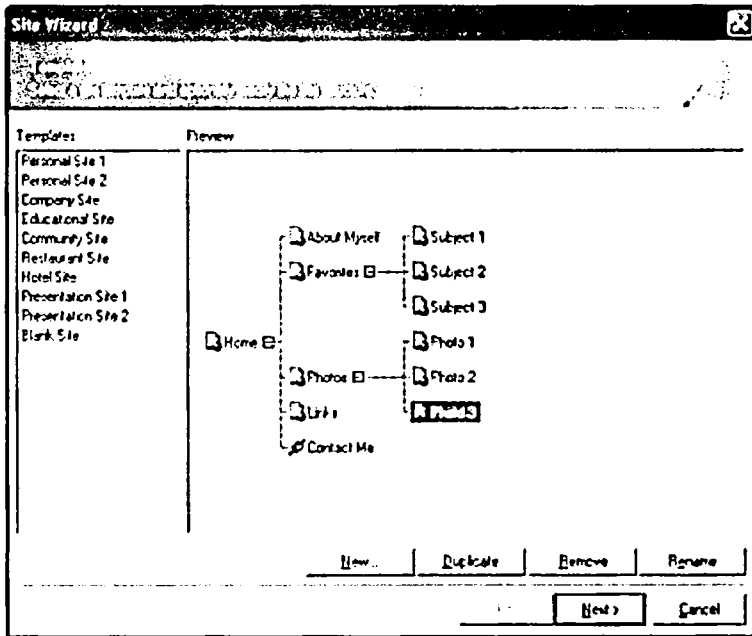 Site Wizard
Templates
Preview
Personal Site 1
Personal Site 2
Company Site
Educational Site
Community Site
Restaurant Site
Hotel Site
Presentation Site 1
Presentation Site 2
Blank Site
About Myself
Subject 1
Favorites
Subject 2
Subject 3
Home
Photo 1
Photos
Photo 2
Links
Photo 3
Contact Me
New...
Duplicate
Remove
Rename
Next >
Cancel